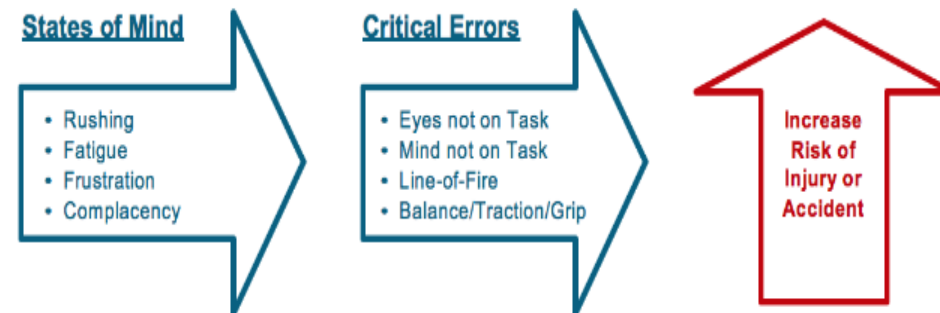 States of Mind
• Rushing
• Fatigue
• Frustration
• Complacency
Critical Errors
• Eyes not on Task
• Mind not on Task
• Line-of-Fire
• Balance/Traction/Grip
Increase
Risk of
Injury or
Accident